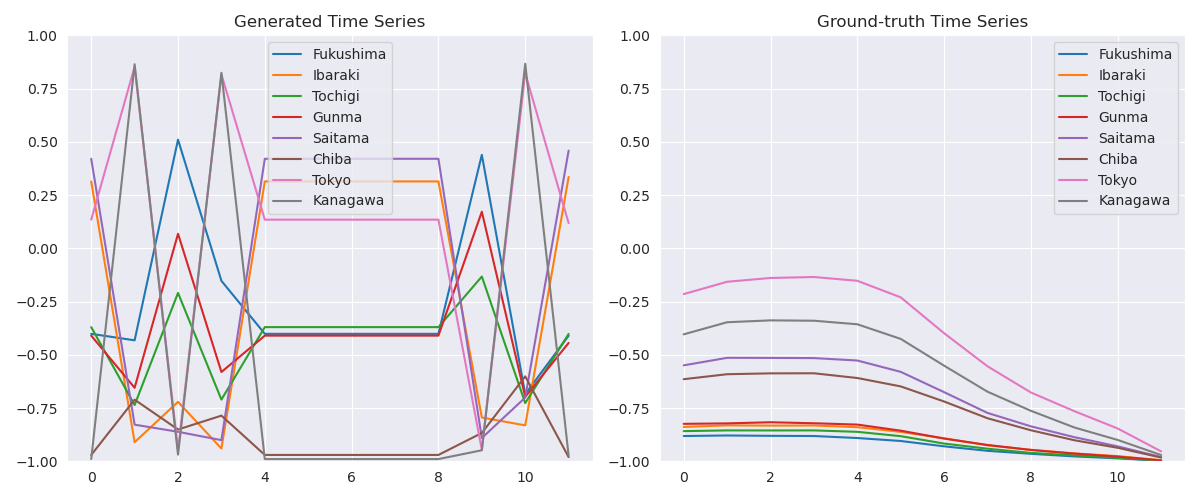 Generated Time Series
1.00
0.75
0.50
0.25
0.00
−0.25
−0.50
−0.75
−1.00
0 2 4 6 8 10
Fukushima
Ibaraki
Tochigi
Gunma
Saitama
Chiba
Tokyo
Kanagawa
Ground-truth Time Series
1.00
0.75
0.50
0.25
0.00
−0.25
−0.50
−0.75
−1.00
0 2 4 6 8 10
Fukushima
Ibaraki
Tochigi
Gunma
Saitama
Chiba
Tokyo
Kanagawa